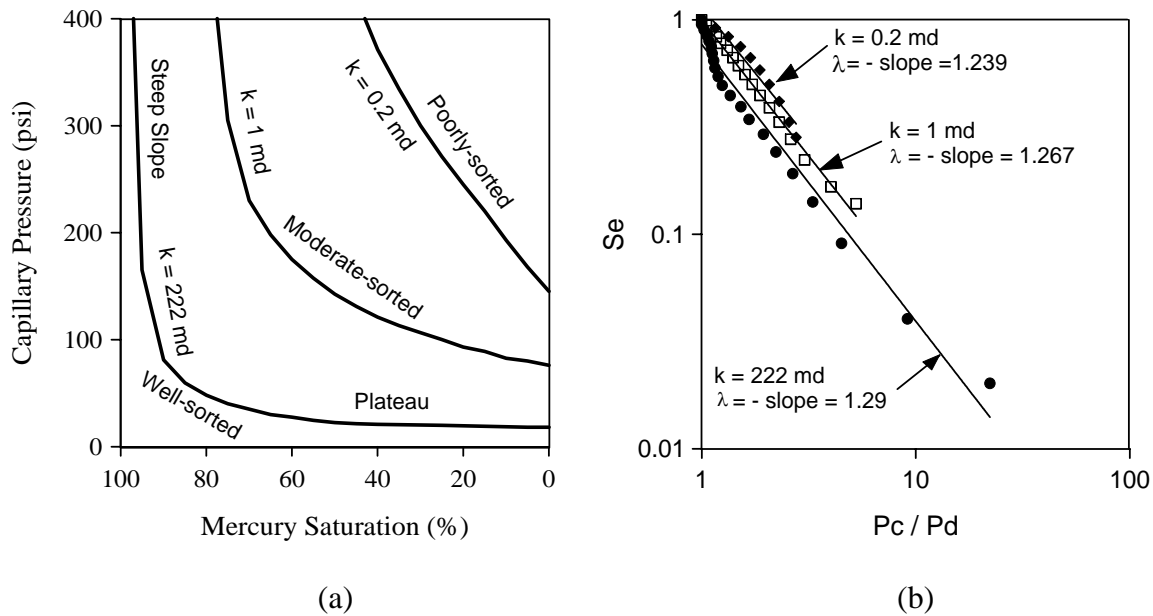 400
300
200
100
0
100
80
60
40
20
0
Capillary Pressure (psi)
Mercury Saturation (%)
Steep Slope
k = 222 md
Well-sorted
Plateau
k = 1 md
Moderate-sorted
k = 0.2 md
Poorly-sorted
(a)
1
0.1
0.01
1
10
100
Se
Pc / Pd
k = 0.2 md
λ = - slope =1.239
k = 1 md
λ = - slope = 1.267
k = 222 md
λ = - slope = 1.29
(b)